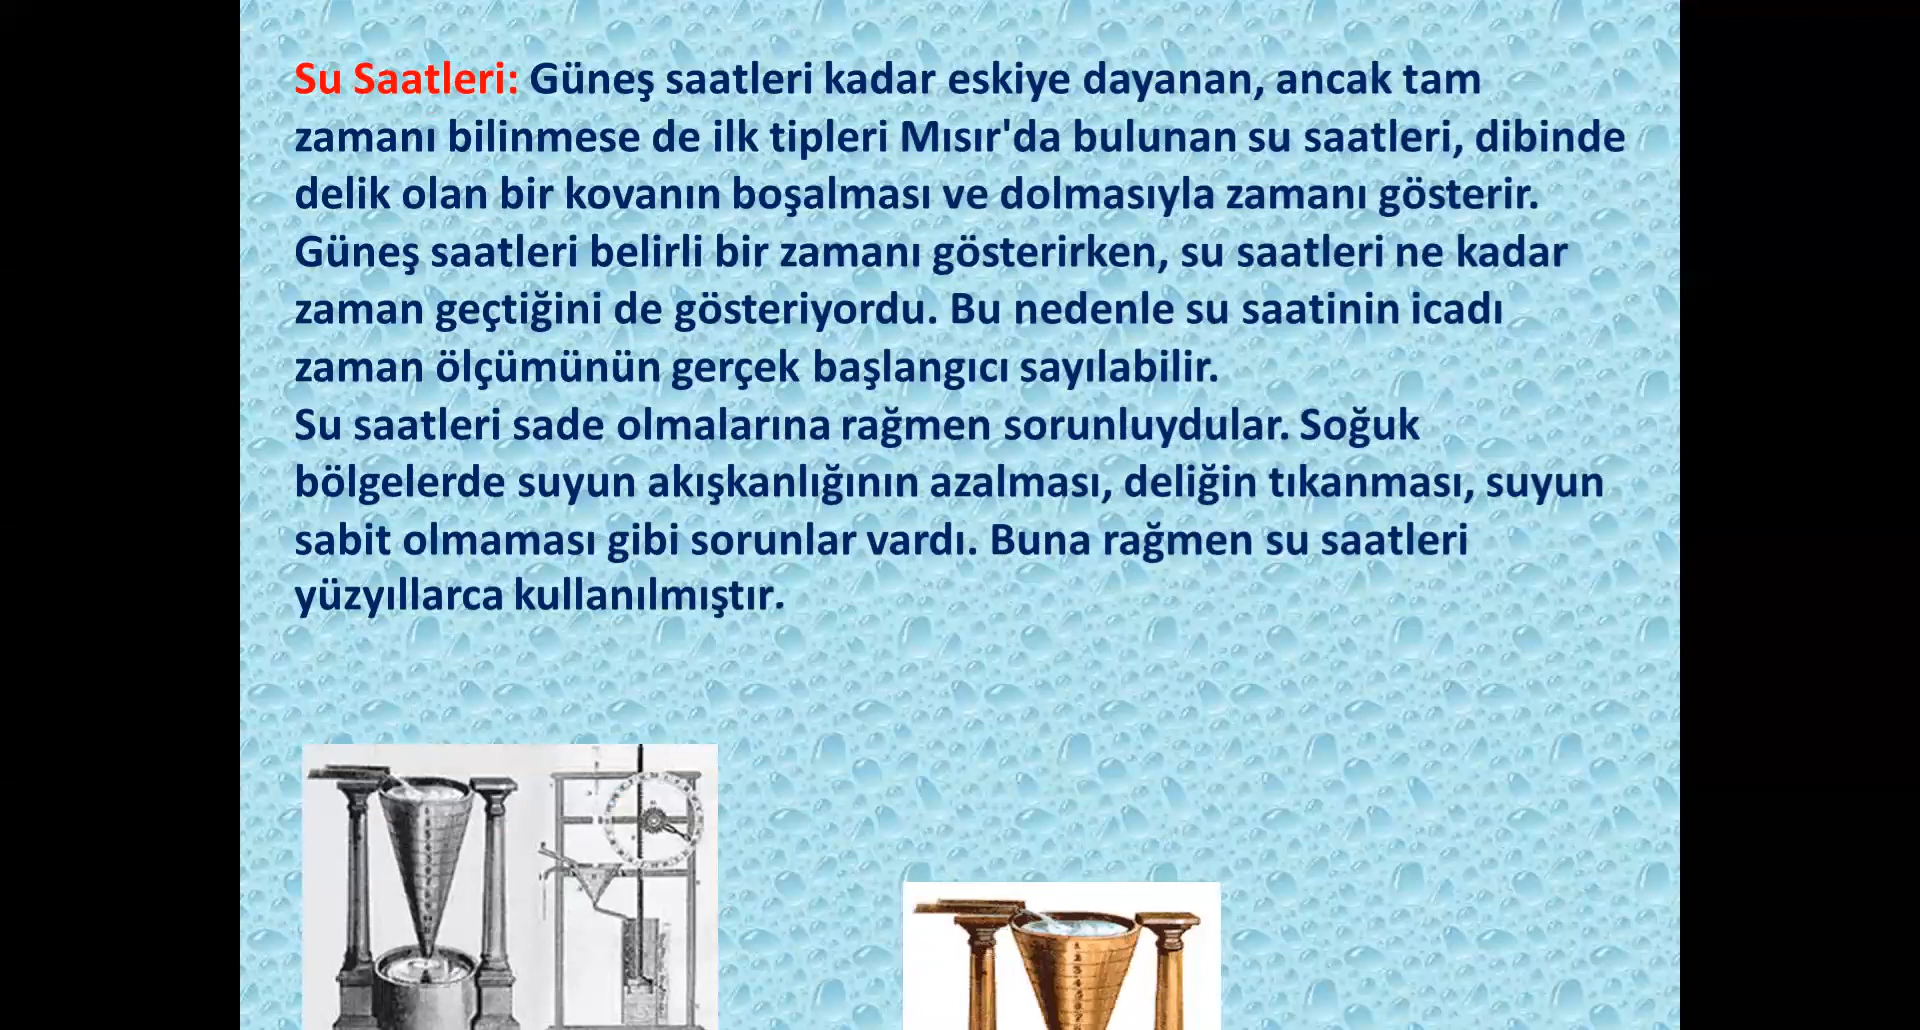 Su Saatleri: Güneş saatleri kadar eskiye dayanan, ancak tam
zamanı bilinmese de ilk tipleri Mısır'da bulunan su saatleri, dibinde
delik olan bir kovanın boşalması ve dolmasıyla zamanı gösterir.
Güneş saatleri belirli bir zamanı gösterirken, su saatleri ne kadar
zaman geçtiğini de gösteriyordu. Bu nedenle su saatinin icadı
zaman ölçümünün gerçek başlangıcı sayılabilir.
Su saatleri sade olmalarına rağmen sorunluydular. Soğuk
bölgelerde suyun akışkanlığının azalması, deliğin tıkanması, suyun
sabit olmaması gibi sorunlar vardı. Buna rağmen su saatleri
yüzyıllarca kullanılmıştır.